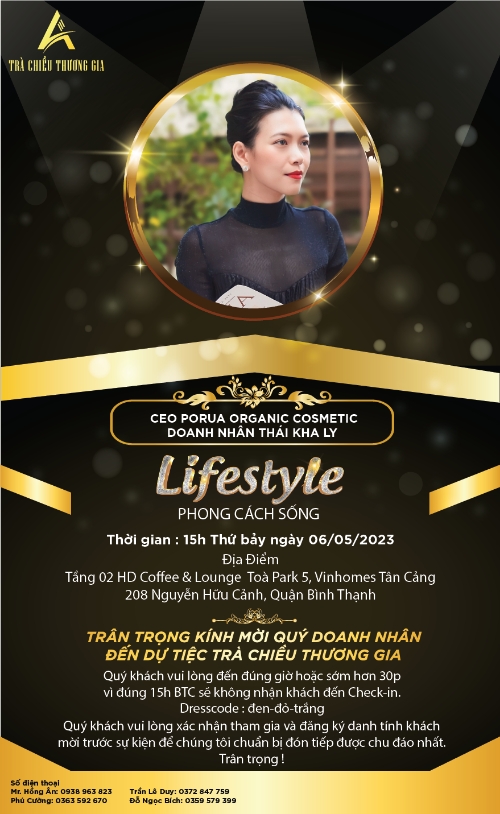 TRÀ CHIỀU THƯƠNG GIA
CEO PORUA ORGANIC COSMETIC
DOANH NHÂN THÁI KHA LY
Lifestyle
PHONG CÁCH SỐNG
Thời gian : 15h Thứ bảy ngày 06/05/2023
Địa Điểm
Tầng 02 HD Coffee & Lounge Toà Park 5, Vinhomes Tân Cảng
208 Nguyễn Hữu Cảnh, Quận Bình Thạnh
TRÂN TRỌNG KÍNH MỜI QUÝ DOANH NHÂN
ĐẾN DỰ TIỆC TRÀ CHIỀU THƯƠNG GIA
Quý khách vui lòng đến đúng giờ hoặc sớm hơn 30p
vì đúng 15h BTC sẽ không nhận khách đến Check-in.
Dresscode : đen-đỏ-trắng
Quý khách vui lòng xác nhận tham gia và đăng ký danh tính khách
mời trước sự kiện để chúng tôi chuẩn bị đón tiếp được chu đáo nhất.
Trân trọng !
Số điện thoại
Mr. Hồng Ân: 0938 963 823 Trần Lê Duy: 0372 847 759
Phú Cường: 0363 592 670 Đỗ Ngọc Bích: 0359 579 399